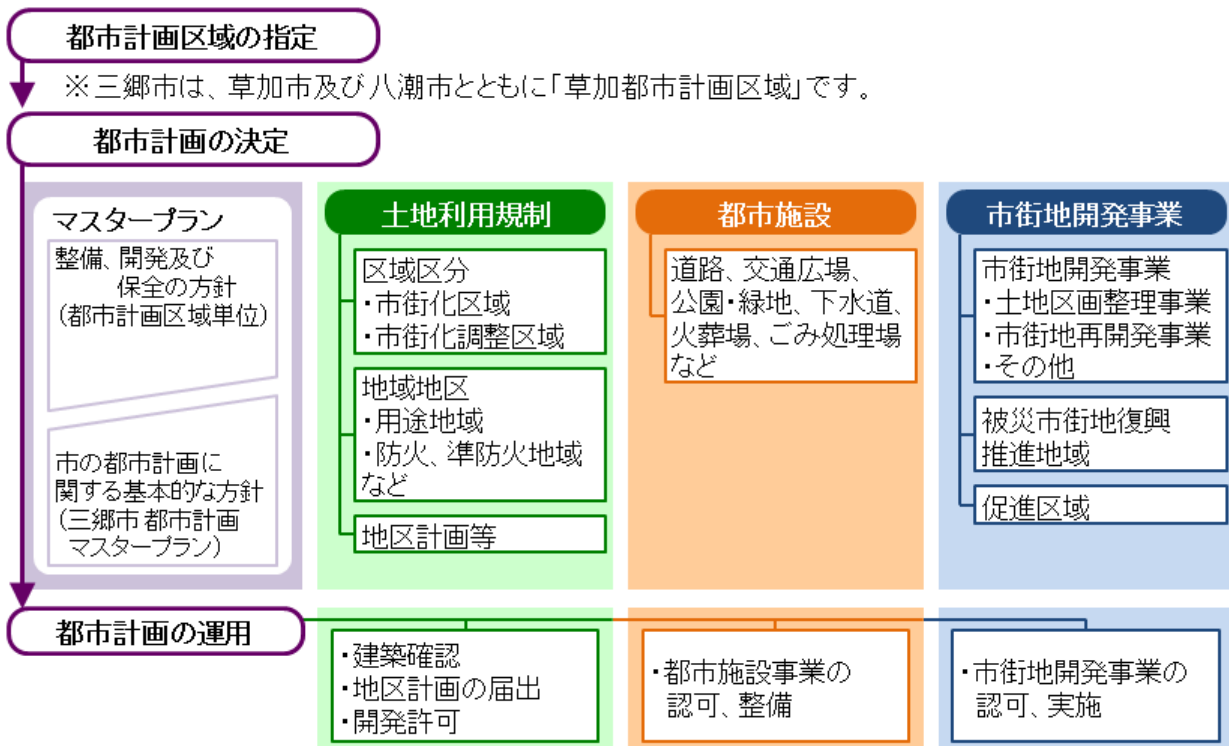 都市計画区域の指定
※三郷市は、草加市及び八潮市とともに「草加都市計画区域」です。
都市計画の決定
マスタープラン
整備、開発及び
保全の方針
(都市計画区域単位)
市の都市計画に
関する基本的な方針
(三郷市 都市計画
マスタープラン)
土地利用規制
区域区分
・市街化区域
・市街化調整区域
地域地区
・用途地域
・防火、準防火地域
など
地区計画等
都市施設
道路、交通広場、
公園・緑地、下水道、
火葬場、ごみ処理場
など
市街地開発事業
市街地開発事業
・土地区画整理事業
・市街地再開発事業
・その他
被災市街地復興
推進地域
促進区域
都市計画の運用
・建築確認
・地区計画の届出
・開発許可
・都市施設事業の
認可、整備
・市街地開発事業の
認可、実施